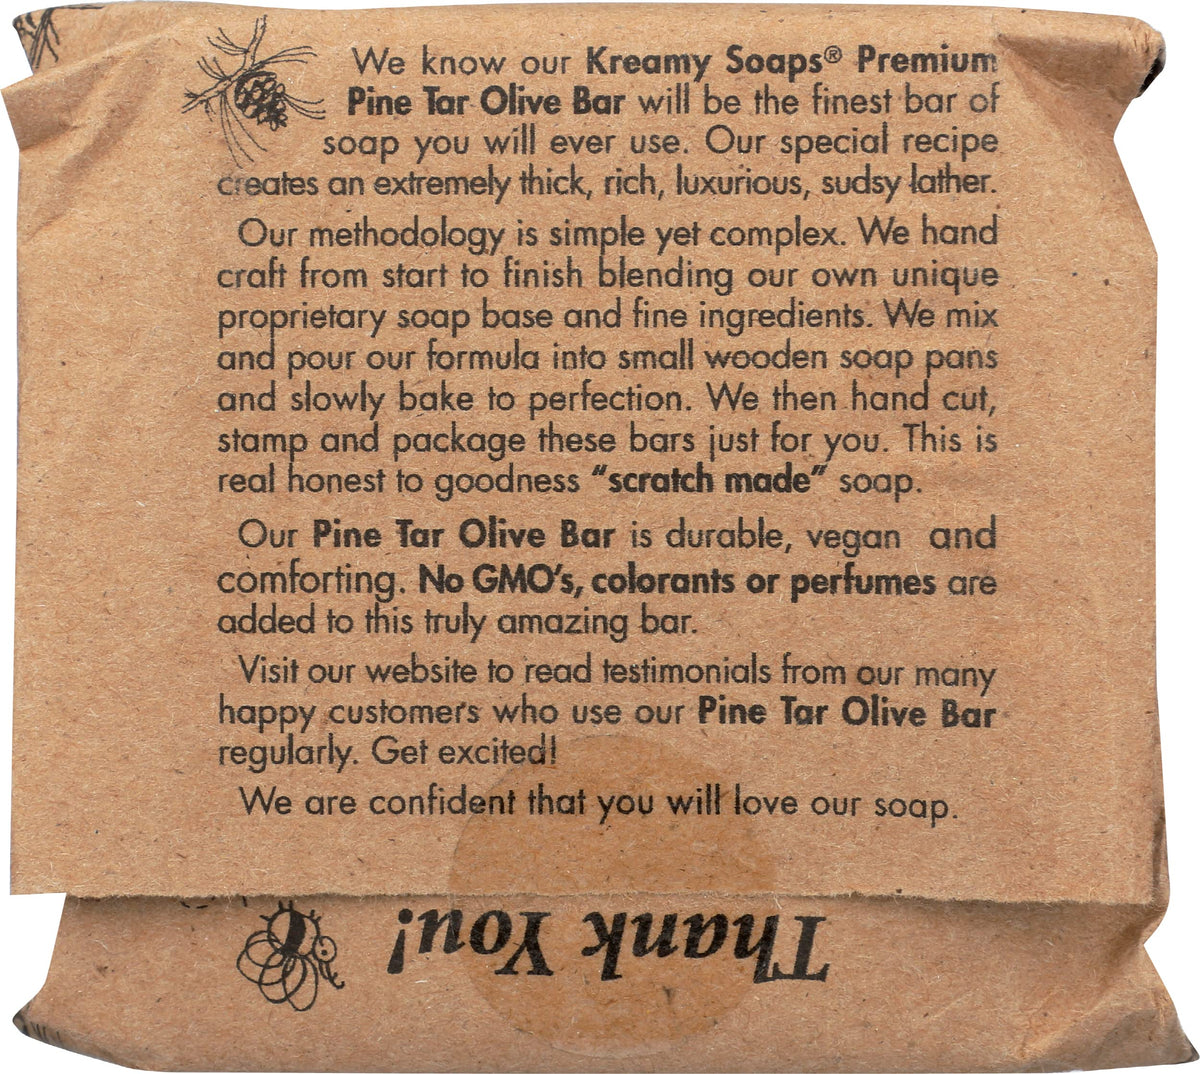 We know our Kreamy Soaps® Premium
Pine Tar Olive Bar will be the finest bar of
soap you will ever use. Our special recipe
creates an extremely thick, rich, luxurious, sudsy lather.
Our methodology is simple yet complex. We hand
craft from start to finish blending our own unique
proprietary soap base and fine ingredients. We mix
and pour our formula into small wooden soap pans
and slowly bake to perfection. We then hand cut,
stamp and package these bars just for you. This is
real honest to goodness "scratch made" soap.
Our Pine Tar Olive Bar is durable, vegan and
comforting. No GMO's, colorants or perfumes are
added to this truly amazing bar.
Visit our website to read testimonials from our many
happy customers who use our Pine Tar Olive Bar
regularly. Get excited!
We are confident that you will love our soap.
Thank You!